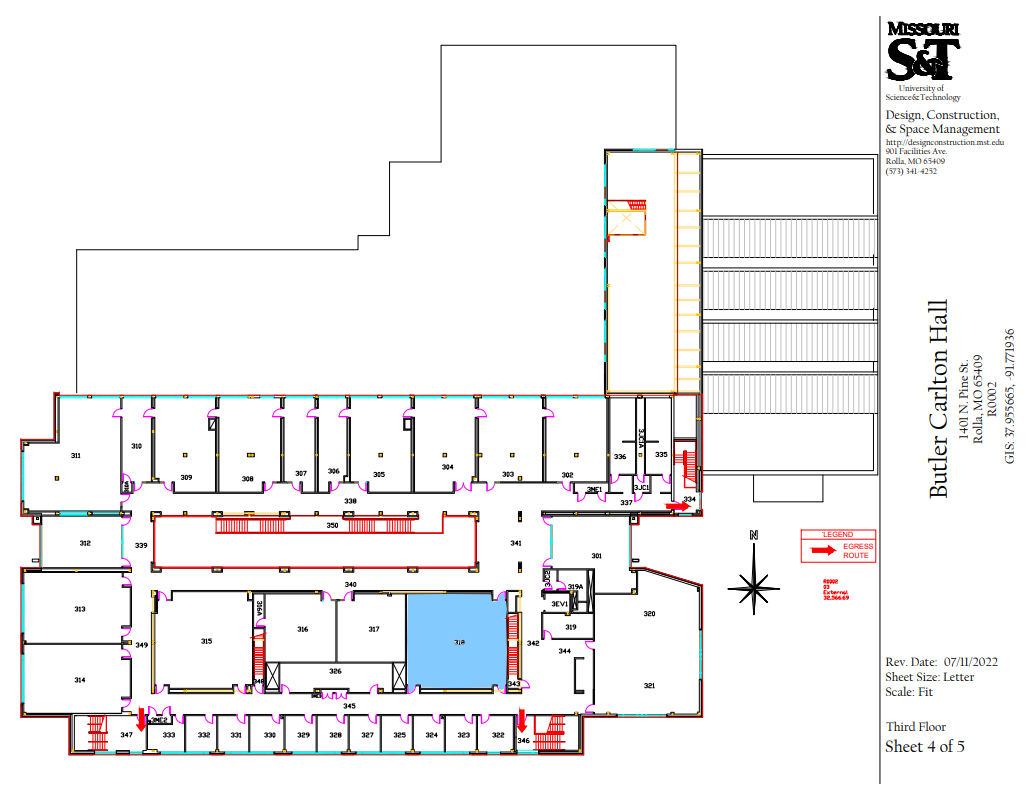 MISSOURI
S&T
University of
Science&Technology
Design, Construction,
& Space Management
http://designconstruction.mst.edu
901 Facilities Ave.
Rolla, MO 65409
(573) 341-4252
Butler Carlton Hall
1401 N. Pine St.
Rolla, MO 65409
R0002
GIS: 37.955665, -91.771936
311
310
309
308
307
306
305
304
303
302
336
3JC1A
335
338
3ME1
3JC1
337
334
350
312
339
341
301
N
LEGEND
EGRESS
ROUTE
R0002
03
External
32,566.69
340
3JC2
319A
313
316A
3EV1
320
315
316
317
318
342
319
349
344
326
314
348
343
321
345
3ME2
347
333
332
331
330
329
328
327
325
324
323
322
346
Rev. Date: 07/11/2022
Sheet Size: Letter
Scale: Fit
Third Floor
Sheet 4 of 5